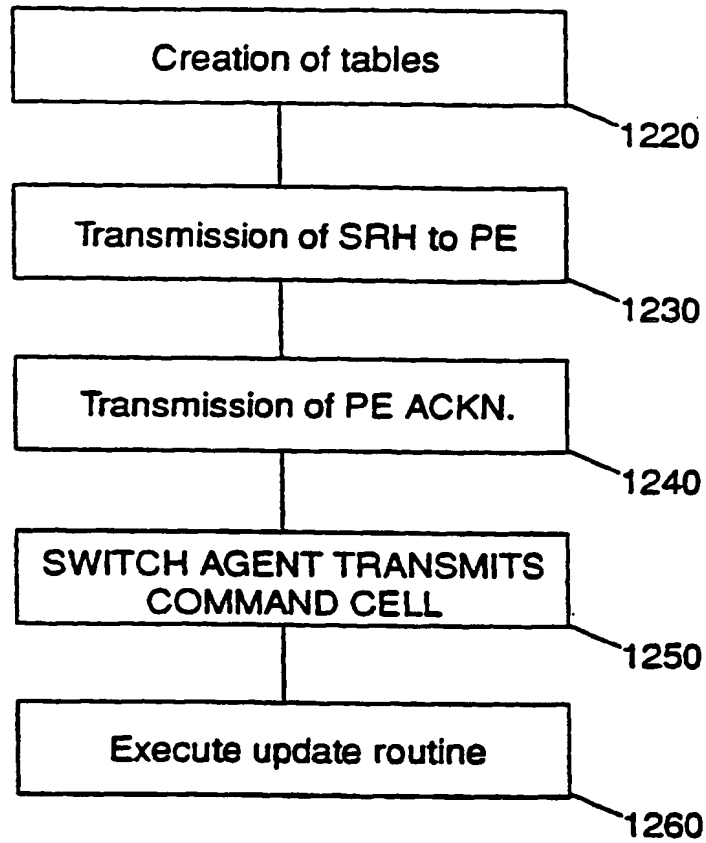 Creation of tables
1220
Transmission of SRH to PE
1230
Transmission of PE ACKN.
1240
SWITCH AGENT TRANSMITS
COMMAND CELL
1250
Execute update routine
1260